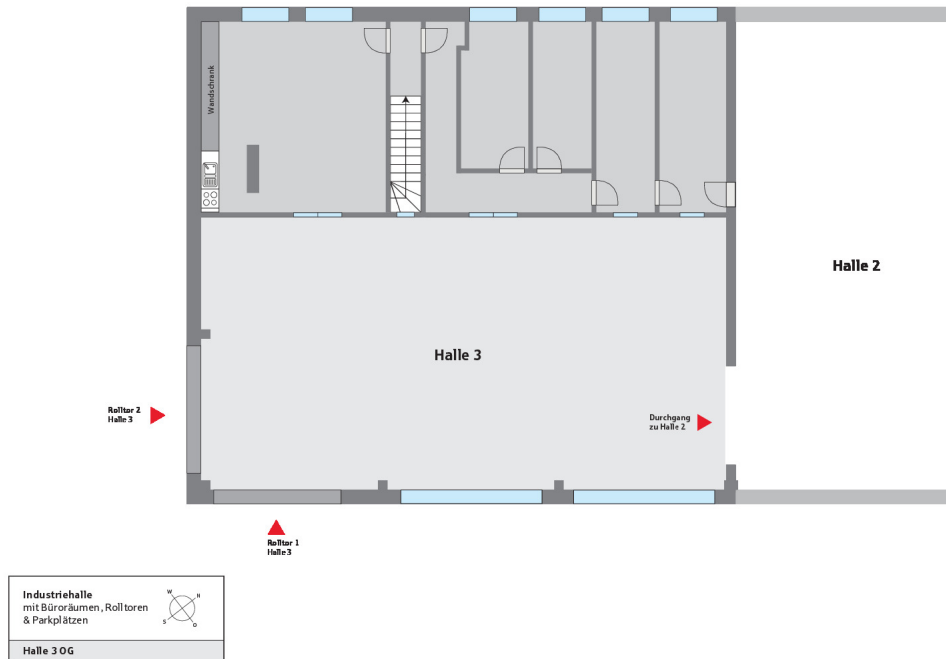 Wandschrank
Halle 2
Halle 3
Rolltor 2
Halle 3
Durchgang
zu Halle 2
Rolltor 1
Halle 3
Industriehalle
mit Büroräumen, Rolltoren
& Parkplätzen
W
N
S
O
Halle 3 OG